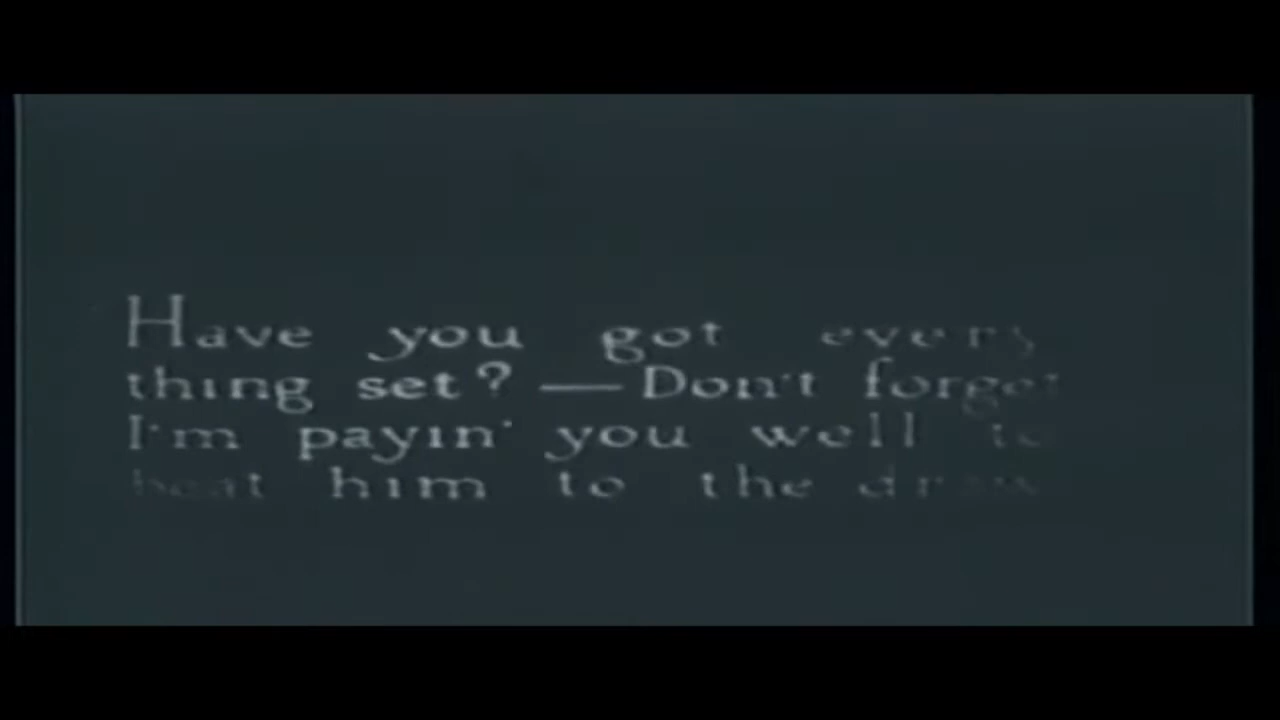 Have you got every
thing set? — Don't forget
I'm payin' you well to
beat him to the draw